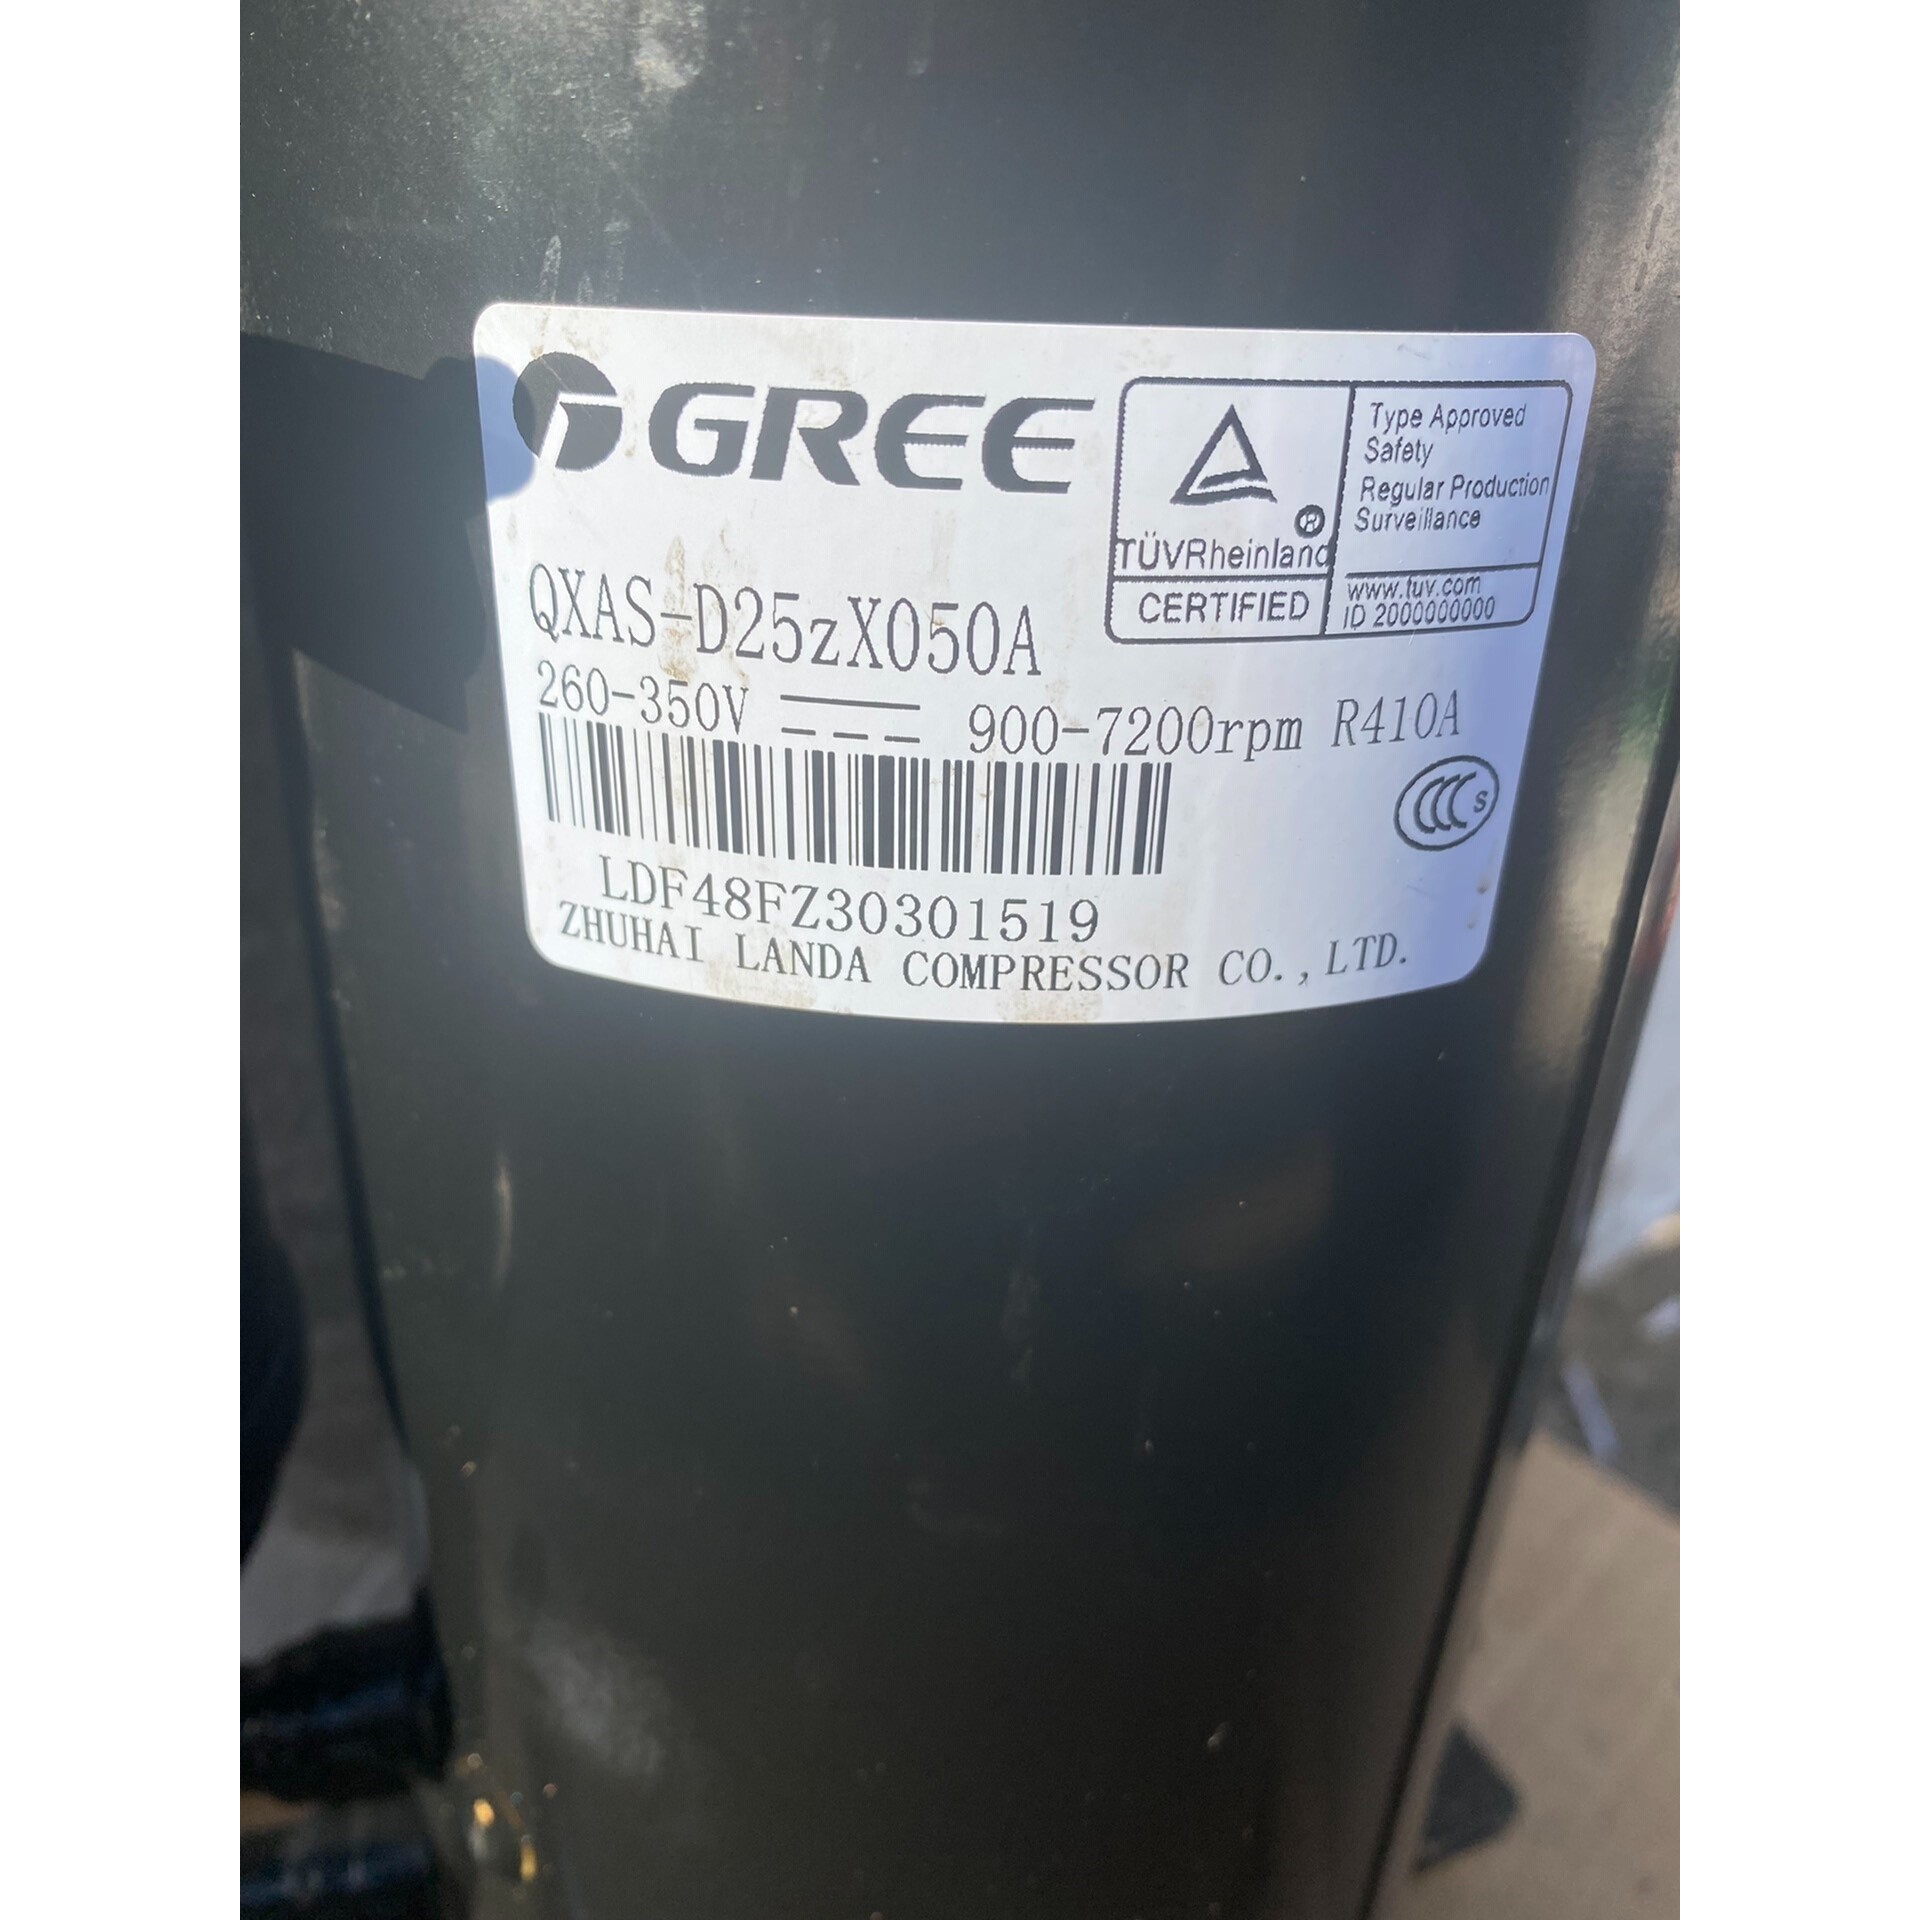 GREE
TÜVRheinland
®
CERTIFIED
Type Approved
Safety
Regular Production
Surveillance
www.tuv.com
ID 2000000000
QXAS-D25zX050A
260-350V 900-7200rpm R410A
CCC S
LDF48FZ30301519
ZHUHAI LANDA COMPRESSOR CO.,LTD.